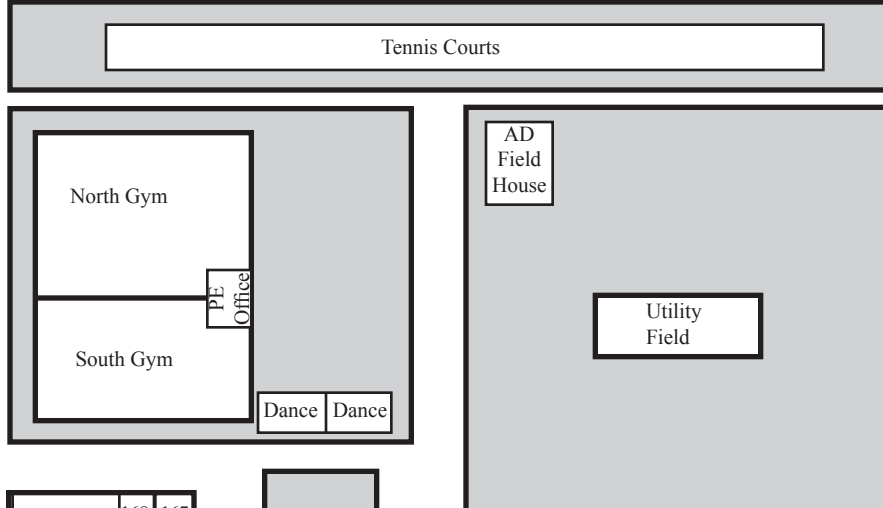 Tennis Courts
AD
Field
House
North Gym
PE
Office
Utility
Field
South Gym
Dance
Dance